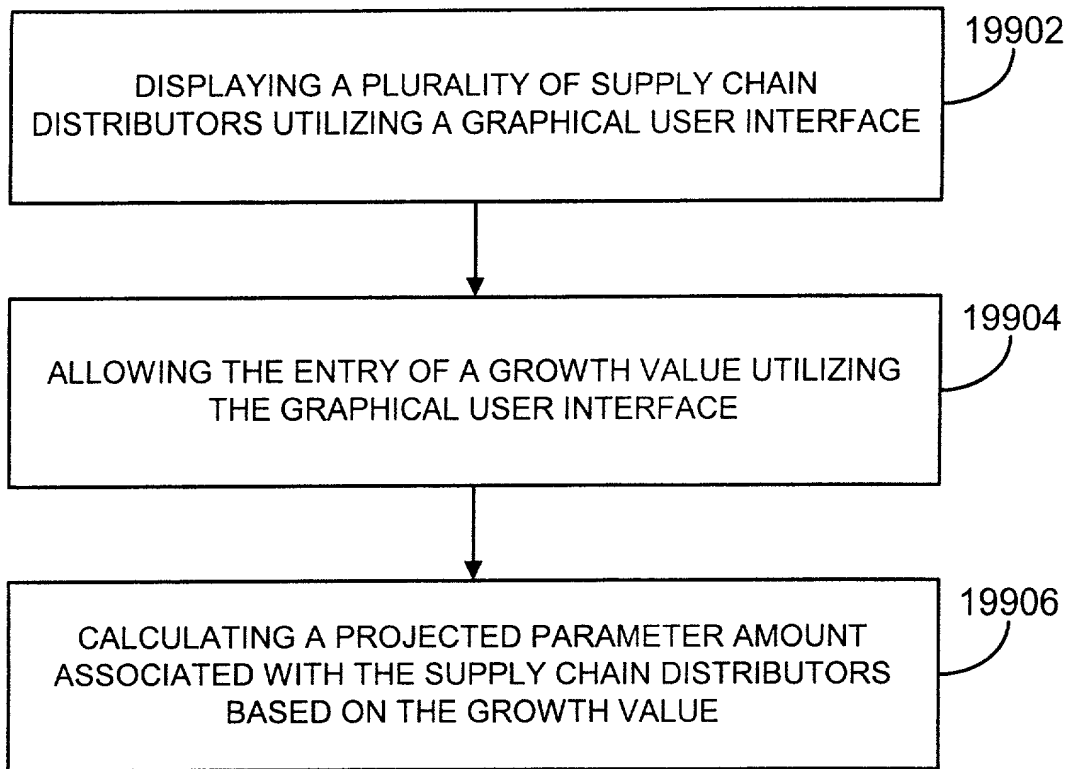 19902
DISPLAYING A PLURALITY OF SUPPLY CHAIN
DISTRIBUTORS UTILIZING A GRAPHICAL USER INTERFACE
19904
ALLOWING THE ENTRY OF A GROWTH VALUE UTILIZING
THE GRAPHICAL USER INTERFACE
19906
CALCULATING A PROJECTED PARAMETER AMOUNT
ASSOCIATED WITH THE SUPPLY CHAIN DISTRIBUTORS
BASED ON THE GROWTH VALUE